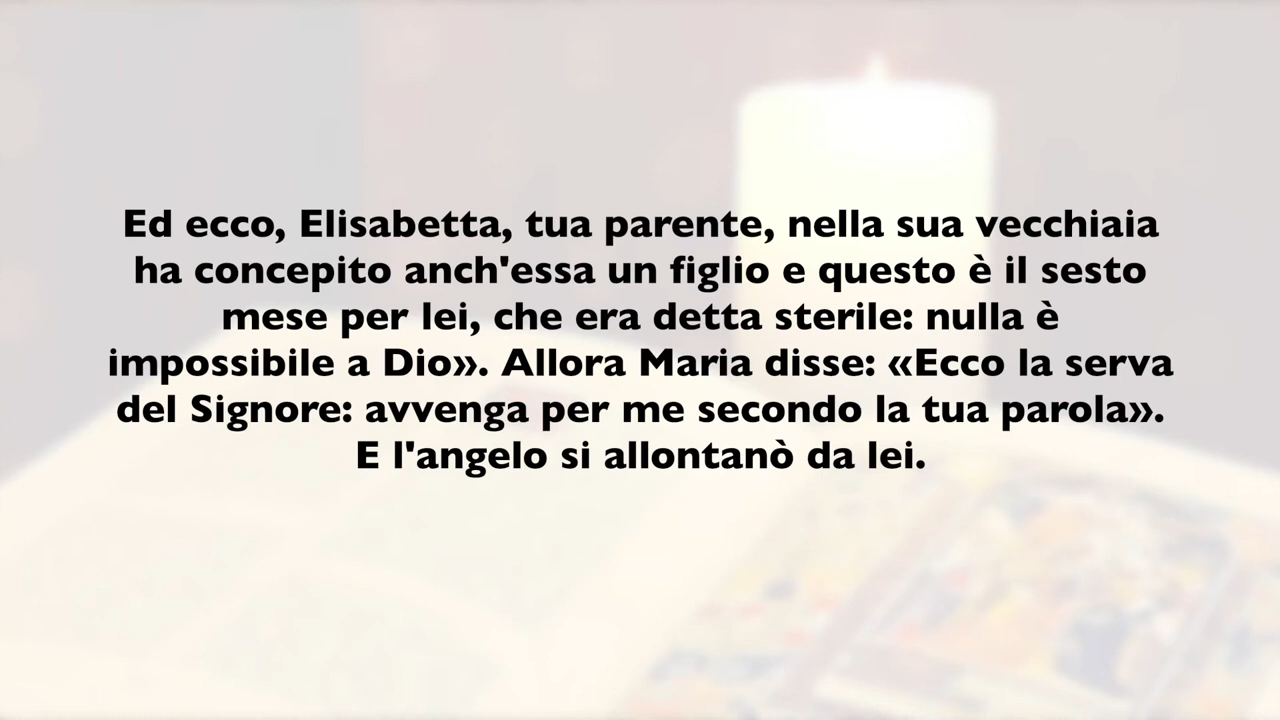 Ed ecco, Elisabetta, tua parente, nella sua vecchiaia
ha concepito anch'essa un figlio e questo è il sesto
mese per lei, che era detta sterile: nulla è
impossibile a Dio». Allora Maria disse: «Ecco la serva
del Signore: avvenga per me secondo la tua parola».
E l'angelo si allontanò da lei.